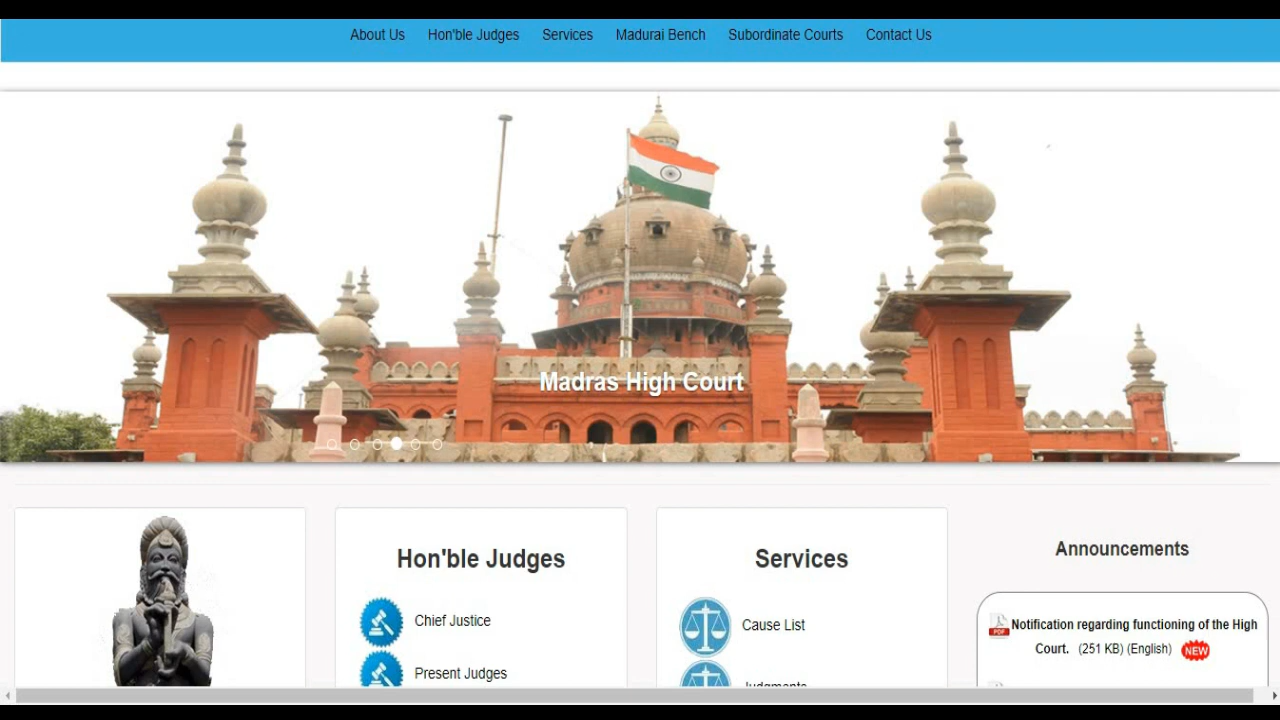 About Us Hon'ble Judges Services Madurai Bench Subordinate Courts Contact Us
Madras High Court
Hon'ble Judges
Chief Justice
Present Judges
Services
Cause List
Judgments
Announcements
PDF Notification regarding functioning of the High
Court. (251 KB) (English) NEW